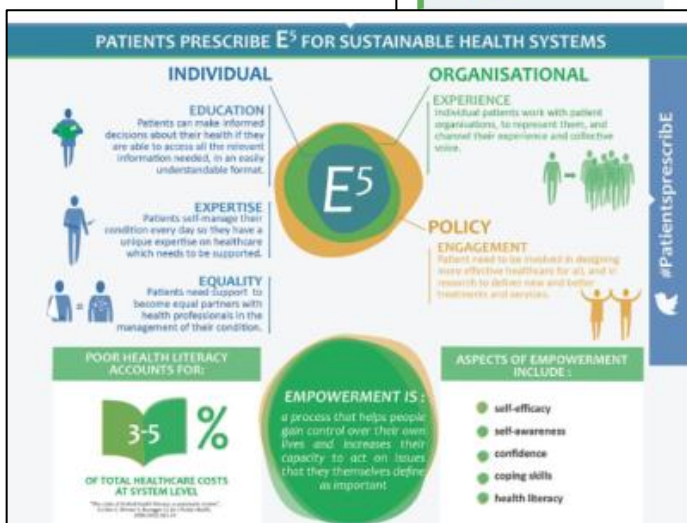 PATIENTS PRESCRIBE E⁵ FOR SUSTAINABLE HEALTH SYSTEMS
INDIVIDUAL
EDUCATION
Patients can make informed
decisions about their health if they
are able to access all the relevant
information needed, in an easily
understandable format.
EXPERTISE
Patients self-manage their
condition every day so they have a
unique expertise on healthcare
which needs to be supported.
EQUALITY
Patients need support to
become equal partners with
health professionals in the
management of their condition.
E⁵
ORGANISATIONAL
EXPERIENCE
Individual patients work with patient
organisations, to represent them, and
channel their experience and collective
voice.
POLICY
ENGAGEMENT
Patient need to be involved in designing
more effective healthcare for all, and in
research to deliver new and better
treatments and services.
#PatientsprescribE
POOR HEALTH LITERACY
ACCOUNTS FOR:
3-5 %
OF TOTAL HEALTHCARE COSTS
AT SYSTEM LEVEL
EMPOWERMENT IS :
a process that helps people
gain control over their own
lives and increases their
capacity to act on issues
that they themselves define
as important
ASPECTS OF EMPOWERMENT
INCLUDE :
self-efficacy
self-awareness
confidence
coping skills
health literacy